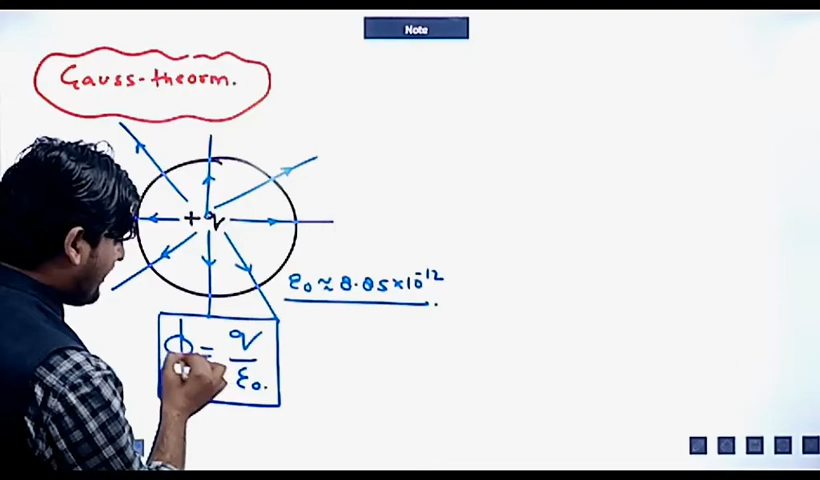 Note
Gauss-theorm.
+q
ε₀ ≈ 8.85×10⁻¹²
ϕ = q/ε₀.